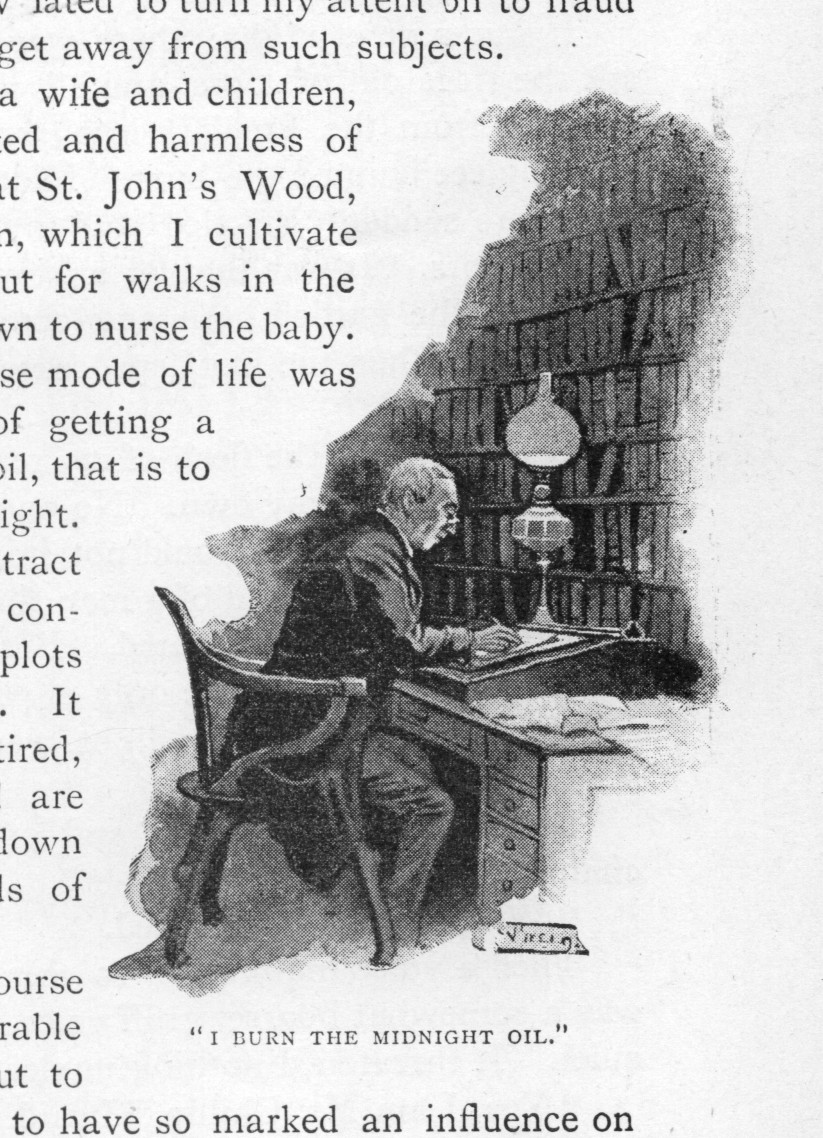 lated to turn my attent on to fraud
get away from such subjects.
a wife and children,
ted and harmless of
at St. John's Wood,
n, which I cultivate
ut for walks in the
wn to nurse the baby.
se mode of life was
of getting a
oil, that is to
ight.
tract
con-
plots
. It
tired,
are
down
ls of
ourse
rable
ut to
to have so marked an influence on
"I BURN THE MIDNIGHT OIL."